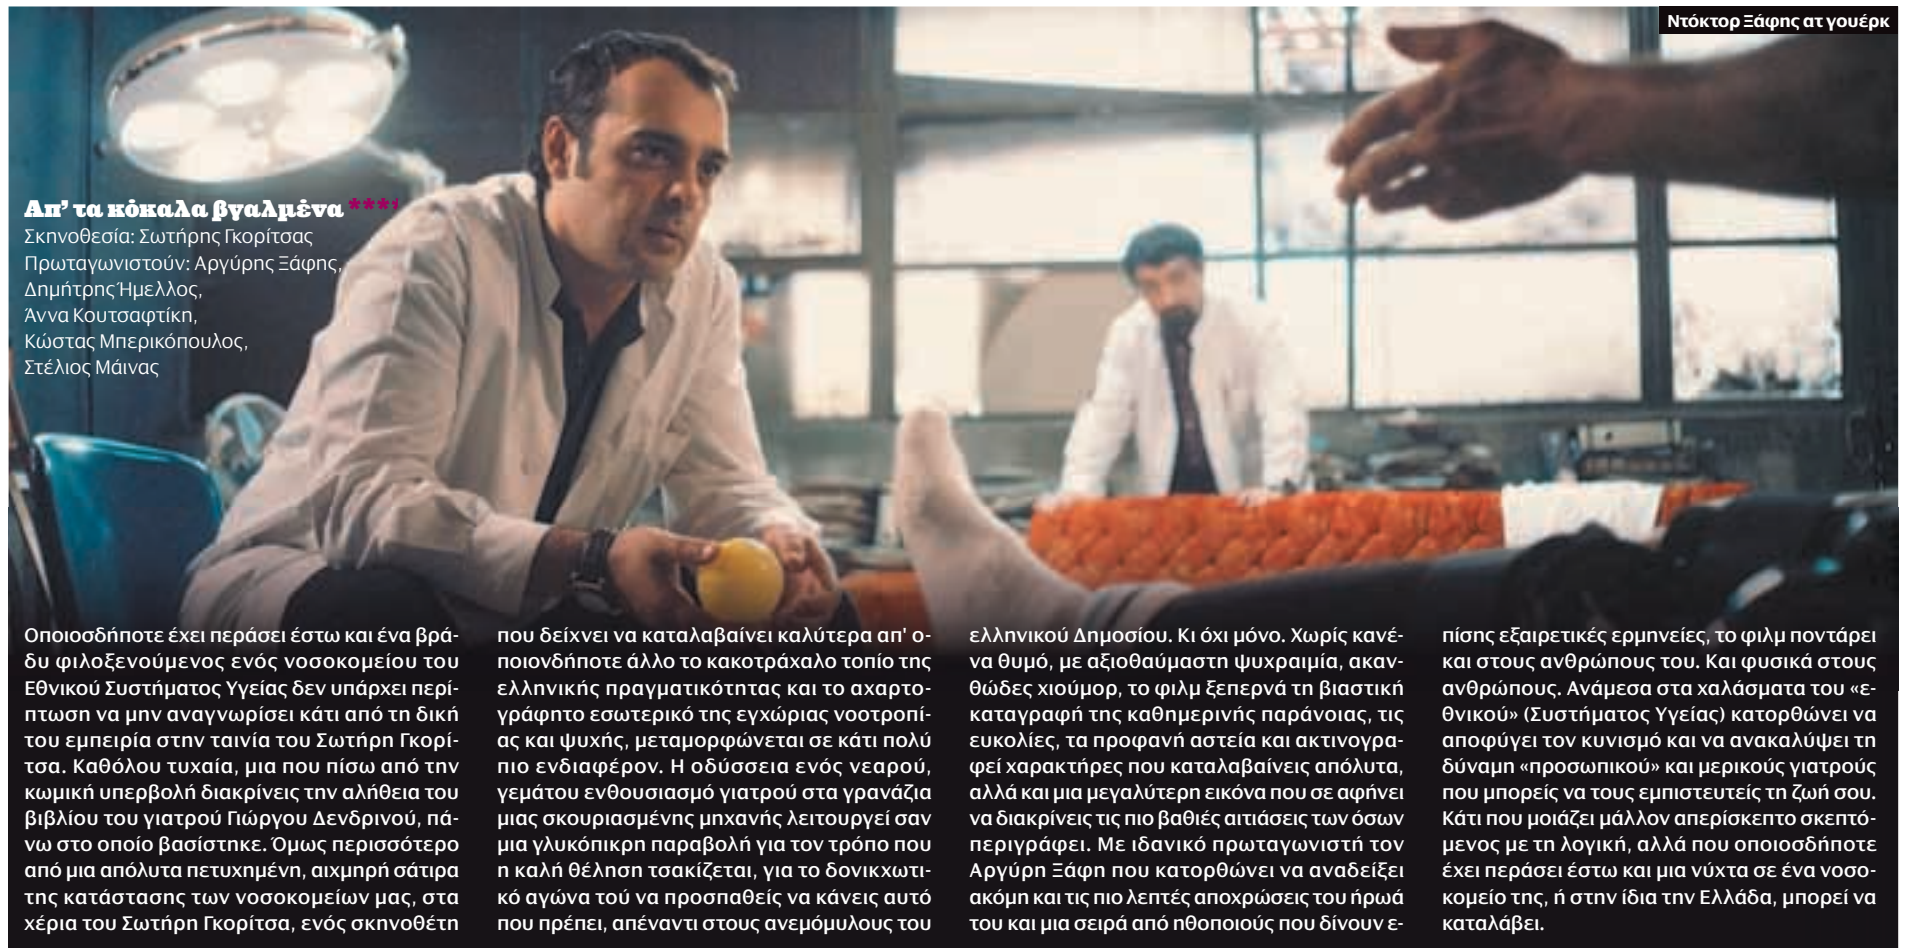 Ντόκτορ Ξάφης ατ γουέρκ
Απ' τα κόκαλα βγαλμένα ***
Σκηνοθεσία: Σωτήρης Γκορίτσας
Πρωταγωνιστούν: Αργύρης Ξάφης,
Δημήτρης Ήμελλος,
Άννα Κουτσαφτίκη,
Κώστας Μπερικόπουλος,
Στέλιος Μάινας
Οποιοσδήποτε έχει περάσει έστω και ένα βρά-
δυ φιλοξενούμενος ενός νοσοκομείου του
Εθνικού Συστήματος Υγείας δεν υπάρχει περί-
πτωση να μην αναγνωρίσει κάτι από τη δική
του εμπειρία στην ταινία του Σωτήρη Γκορί-
τσα. Καθόλου τυχαία, μια που πίσω από την
κωμική υπερβολή διακρίνεις την αλήθεια του
βιβλίου του γιατρού Γιώργου Δενδρινού, πά-
νω στο οποίο βασίστηκε. Όμως περισσότερο
από μια απόλυτα πετυχημένη, αιχμηρή σάτιρα
της κατάστασης των νοσοκομείων μας, στα
χέρια του Σωτήρη Γκορίτσα, ενός σκηνοθέτη
που δείχνει να καταλαβαίνει καλύτερα απ' ο-
ποιονδήποτε άλλο το κακοτράχαλο τοπίο της
ελληνικής πραγματικότητας και το αχαρτο-
γράφητο εσωτερικό της εγχώριας νοοτροπί-
ας και ψυχής, μεταμορφώνεται σε κάτι πολύ
πιο ενδιαφέρον. Η οδύσσεια ενός νεαρού,
γεμάτου ενθουσιασμό γιατρού στα γρανάζια
μιας σκουριασμένης μηχανής λειτουργεί σαν
μια γλυκόπικρη παραβολή για τον τρόπο που
η καλή θέληση τσακίζεται, για το δονικχωτι-
κό αγώνα τού να προσπαθείς να κάνεις αυτό
που πρέπει, απέναντι στους ανεμόμυλους του
ελληνικού Δημοσίου. Κι όχι μόνο. Χωρίς κανέ-
να θυμό, με αξιοθαύμαστη ψυχραιμία, ακαν-
θώδες χιούμορ, το φιλμ ξεπερνά τη βιαστική
καταγραφή της καθημερινής παράνοιας, τις
ευκολίες, τα προφανή αστεία και ακτινογρα-
φεί χαρακτήρες που καταλαβαίνεις απόλυτα,
αλλά και μια μεγαλύτερη εικόνα που σε αφήνει
να διακρίνεις τις πιο βαθιές αιτιάσεις των όσων
περιγράφει. Με ιδανικό πρωταγωνιστή τον
Αργύρη Ξάφη που κατορθώνει να αναδείξει
ακόμη και τις πιο λεπτές αποχρώσεις του ήρωά
του και μια σειρά από ηθοποιούς που δίνουν ε-
πίσης εξαιρετικές ερμηνείες, το φιλμ ποντάρει
και στους ανθρώπους του. Και φυσικά στους
ανθρώπους. Ανάμεσα στα χαλάσματα του «ε-
θνικού» (Συστήματος Υγείας) κατορθώνει να
αποφύγει τον κυνισμό και να ανακαλύψει τη
δύναμη «προσωπικού» και μερικούς γιατρούς
που μπορείς να τους εμπιστευτείς τη ζωή σου.
Κάτι που μοιάζει μάλλον απερίσκεπτο σκεπτό-
μενος με τη λογική, αλλά που οποιοσδήποτε
έχει περάσει έστω και μια νύχτα σε ένα νοσο-
κομείο της, ή στην ίδια την Ελλάδα, μπορεί να
καταλάβει.